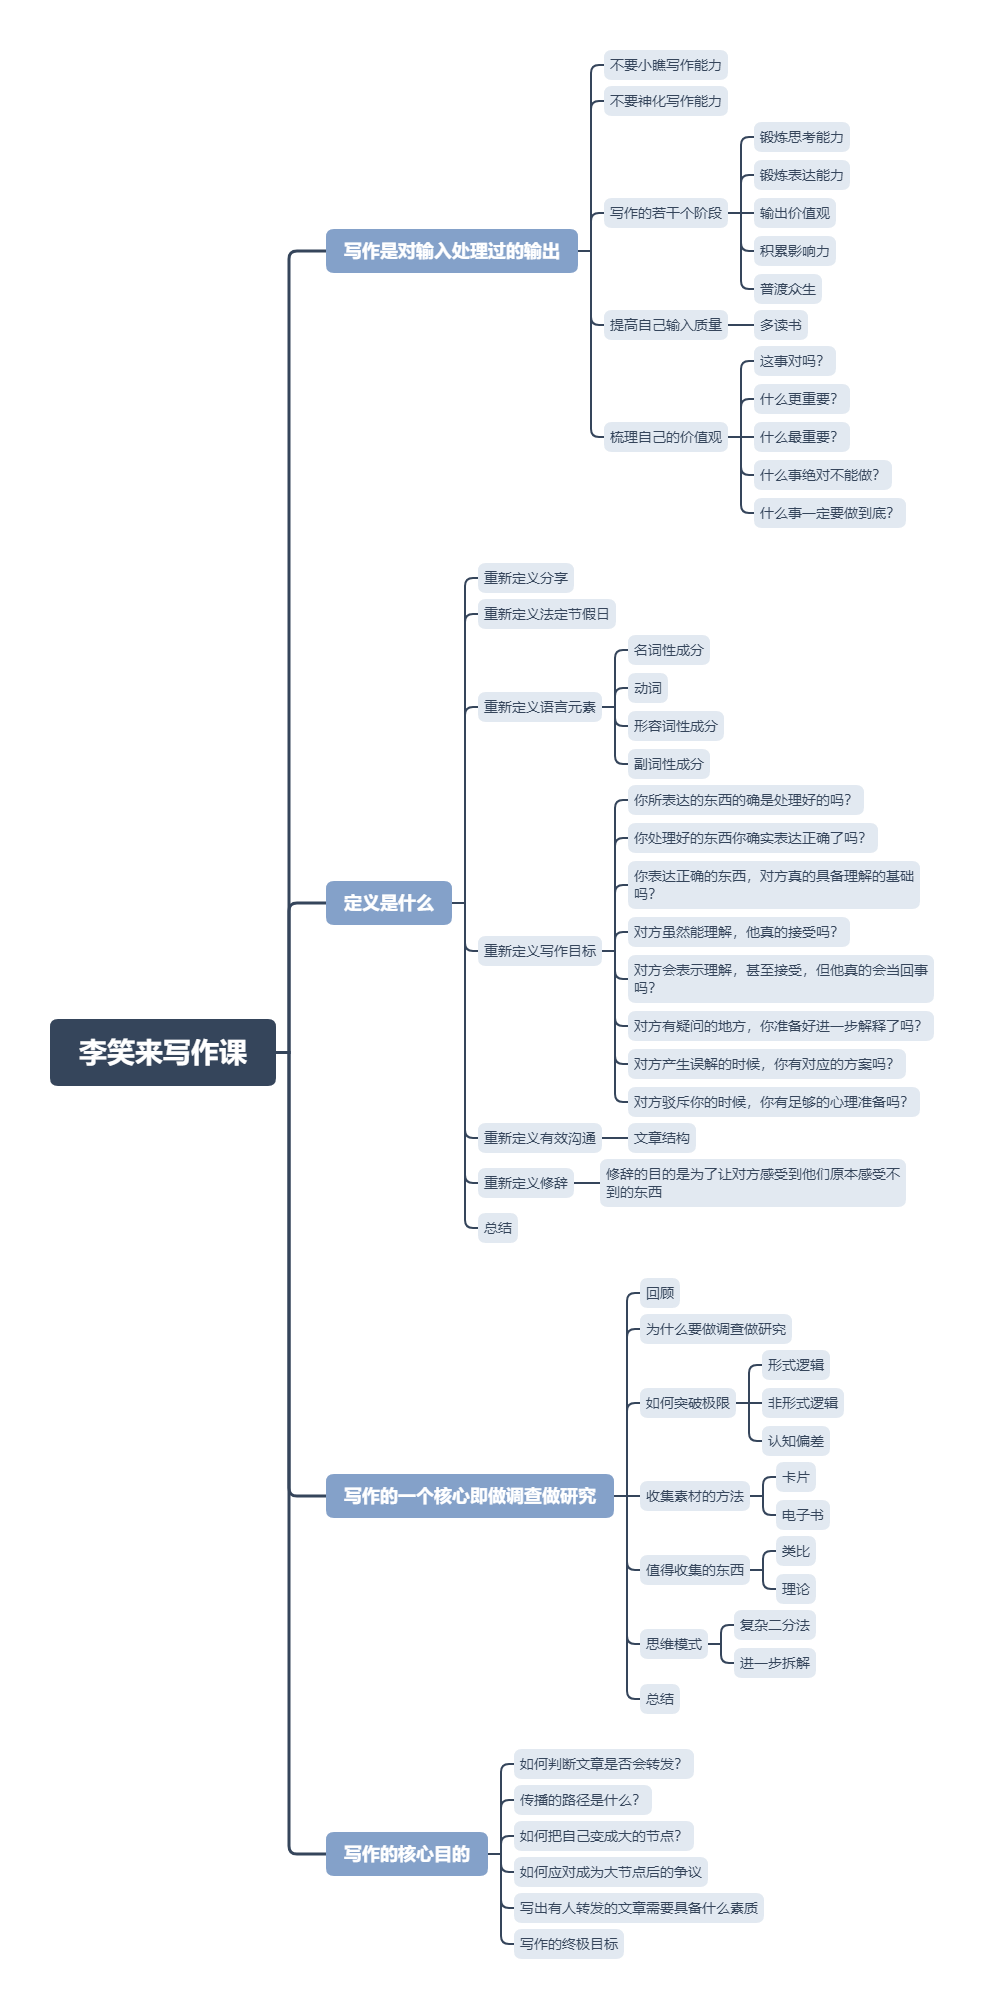 李笑来写作课
写作是对输入处理过的输出
不要小瞧写作能力
不要神化写作能力
写作的若干个阶段
锻炼思考能力
锻炼表达能力
输出价值观
积累影响力
普渡众生
提高自己输入质量
多读书
梳理自己的价值观
这事对吗？
什么更重要？
什么最重要？
什么事绝对不能做？
什么事一定要做到底？
定义是什么
重新定义分享
重新定义法定节假日
重新定义语言元素
名词性成分
动词
形容词性成分
副词性成分
重新定义写作目标
你所表达的东西的确是处理好的吗？
你处理好的东西你确实表达正确了吗？
你表达正确的东西，对方真的具备理解的基础
吗？
对方虽然能理解，他真的接受吗？
对方会表示理解，甚至接受，但他真的会当回事
吗？
对方有疑问的地方，你准备好进一步解释了吗？
对方产生误解的时候，你有对应的方案吗？
对方驳斥你的时候，你有足够的心理准备吗？
重新定义有效沟通
文章结构
重新定义修辞
修辞的目的是为了让对方感受到他们原本感受不
到的东西
总结
写作的一个核心即做调查做研究
回顾
为什么要做调查做研究
如何突破极限
形式逻辑
非形式逻辑
认知偏差
收集素材的方法
卡片
电子书
值得收集的东西
类比
理论
思维模式
复杂二分法
进一步拆解
总结
写作的核心目的
如何判断文章是否会转发？
传播的路径是什么？
如何把自己变成大的节点？
如何应对成为大节点后的争议
写出有人转发的文章需要具备什么素质
写作的终极目标